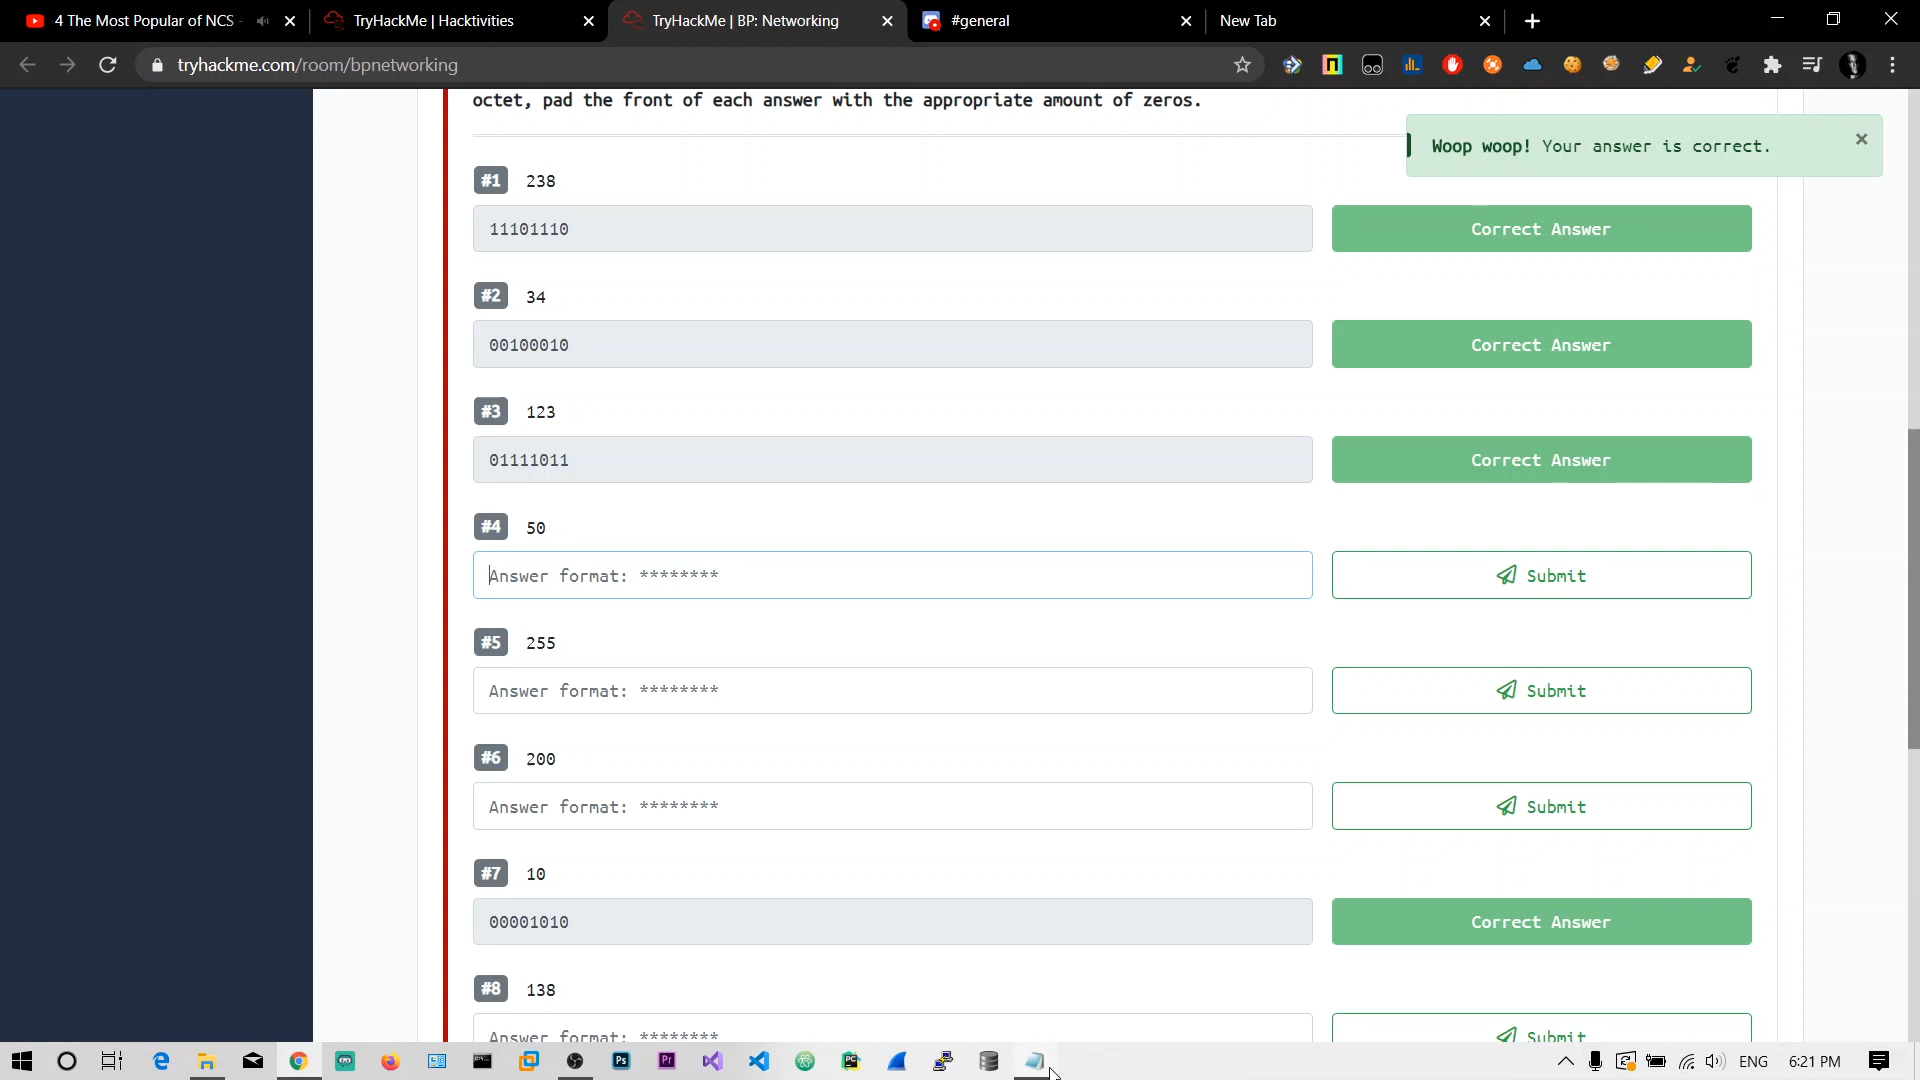 4 The Most Popular of NCS -
TryHackMe | Hacktivities
TryHackMe | BP: Networking
#general
New Tab
tryhackme.com/room/bpnetworking
octet, pad the front of each answer with the appropriate amount of zeros.
Woop woop! Your answer is correct.
#1 238
11101110
Correct Answer
#2 34
00100010
Correct Answer
#3 123
01111011
Correct Answer
#4 50
Answer format: ********
Submit
#5 255
Answer format: ********
Submit
#6 200
Answer format: ********
Submit
#7 10
00001010
Correct Answer
#8 138
Answer format: ********
Submit
Ps
Pr
PC
ENG
6:21 PM